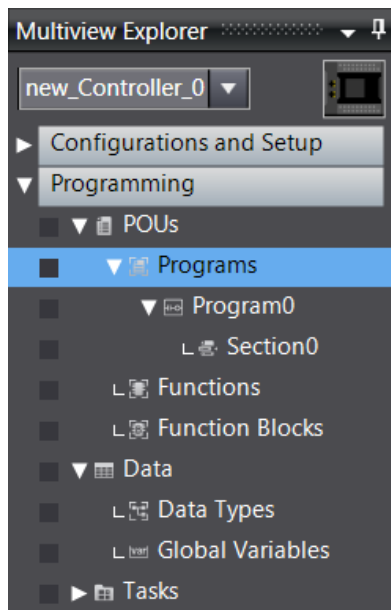 Multiview Explorer
new_Controller_0
Configurations and Setup
Programming
POUs
Programs
Program0
Section0
Functions
Function Blocks
Data
Data Types
Global Variables
Tasks